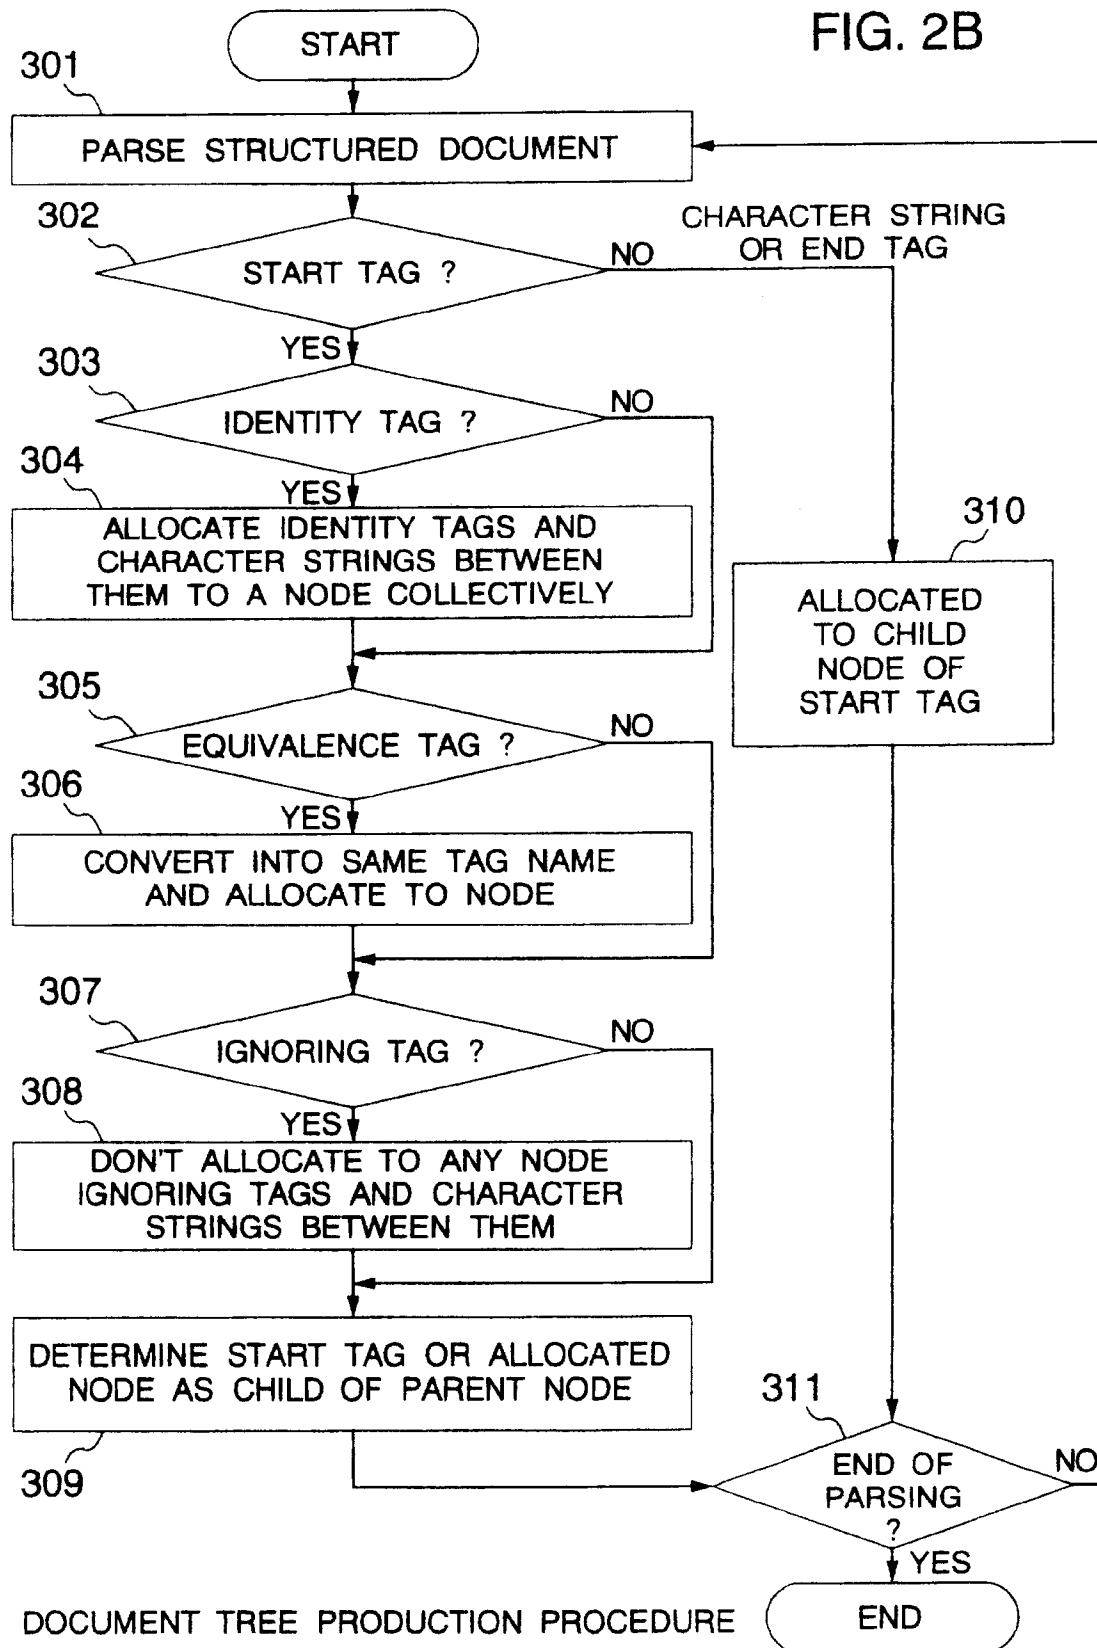 FIG. 2B
START
301
PARSE STRUCTURED DOCUMENT
302
START TAG ?
NO
CHARACTER STRING
OR END TAG
YES
303
IDENTITY TAG ?
NO
304
YES
ALLOCATE IDENTITY TAGS AND
CHARACTER STRINGS BETWEEN
THEM TO A NODE COLLECTIVELY
310
ALLOCATED
TO CHILD
NODE OF
START TAG
305
EQUIVALENCE TAG ?
NO
306
YES
CONVERT INTO SAME TAG NAME
AND ALLOCATE TO NODE
307
IGNORING TAG ?
NO
308
YES
DON'T ALLOCATE TO ANY NODE
IGNORING TAGS AND CHARACTER
STRINGS BETWEEN THEM
DETERMINE START TAG OR ALLOCATED
NODE AS CHILD OF PARENT NODE
309
311
END OF
PARSING
?
NO
YES
END
DOCUMENT TREE PRODUCTION PROCEDURE